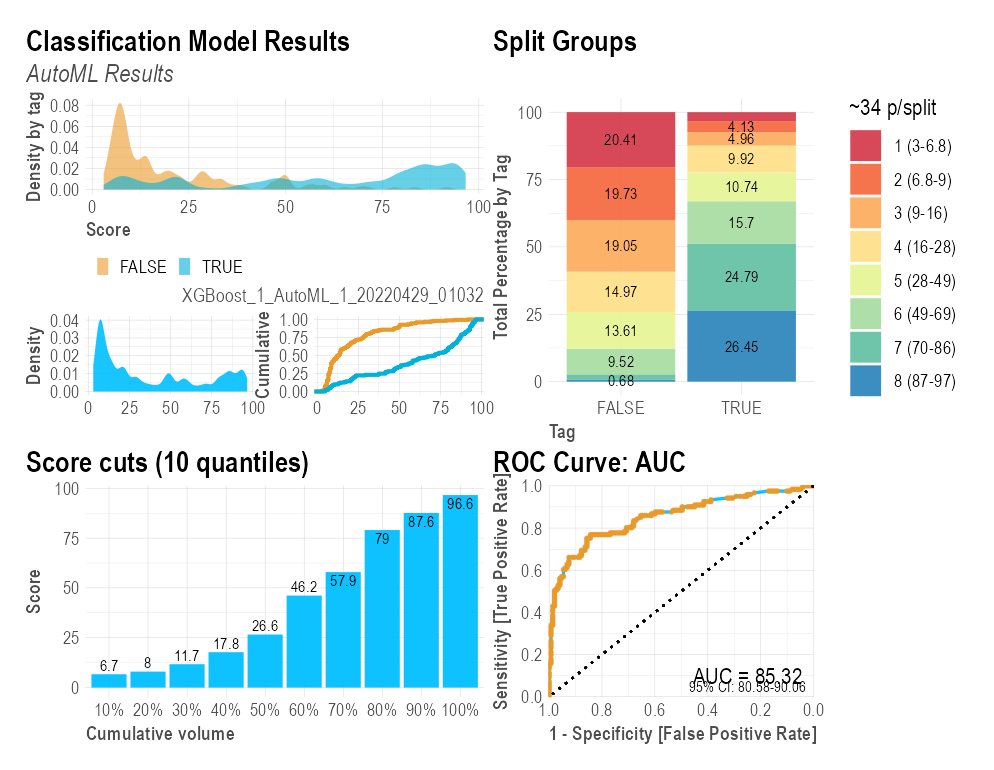 Classification Model Results
AutoML Results
Density by tag
0.08
0.06
0.04
0.02
0.00
0 25 50 75 100
Score
FALSE TRUE
XGBoost_1_AutoML_1_20220429_01032
Density
0.04
0.03
0.02
0.01
0.00
0 25 50 75 100
Cumulative
1.00
0.75
0.50
0.25
0.00
0 25 50 75 100
Split Groups
Total Percentage by Tag
100
75
50
25
0
20.41
19.73
19.05
14.97
13.61
9.52
0.68
4.13
4.96
9.92
10.74
15.7
24.79
26.45
FALSE TRUE
Tag
~34 p/split
1 (3-6.8)
2 (6.8-9)
3 (9-16)
4 (16-28)
5 (28-49)
6 (49-69)
7 (70-86)
8 (87-97)
Score cuts (10 quantiles)
Score
100
75
50
25
0
6.7 8 11.7 17.8 26.6 46.2 57.9 79 87.6 96.6
10% 20% 30% 40% 50% 60% 70% 80% 90% 100%
Cumulative volume
ROC Curve: AUC
Sensitivity [True Positive Rate]
1.0
0.8
0.6
0.4
0.2
0.0
AUC = 85.32
95% CI: 80.58-90.06
1.0 0.8 0.6 0.4 0.2 0.0
1 - Specificity [False Positive Rate]